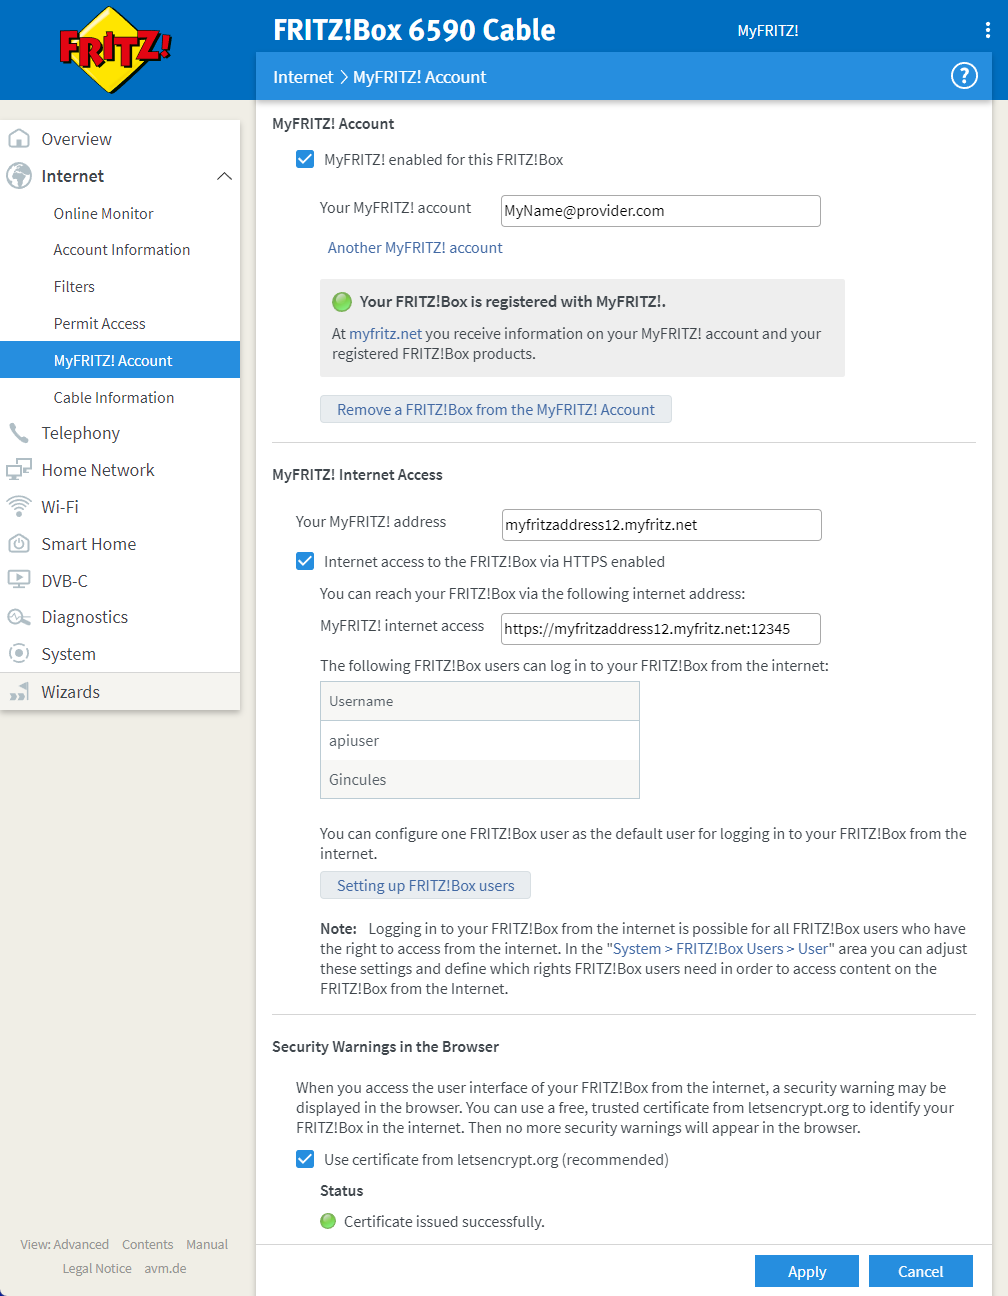 FRITZ!
FRITZ!Box 6590 Cable
MyFRITZ!
Internet > MyFRITZ! Account
?
Overview
Internet
Online Monitor
Account Information
Filters
Permit Access
MyFRITZ! Account
Cable Information
Telephony
Home Network
Wi-Fi
Smart Home
DVB-C
Diagnostics
System
Wizards
View: Advanced Contents Manual
Legal Notice avm.de
MyFRITZ! Account
MyFRITZ! enabled for this FRITZ!Box
Your MyFRITZ! account MyName@provider.com
Another MyFRITZ! account
Your FRITZ!Box is registered with MyFRITZ!.
At myfritz.net you receive information on your MyFRITZ! account and your
registered FRITZ!Box products.
Remove a FRITZ!Box from the MyFRITZ! Account
MyFRITZ! Internet Access
Your MyFRITZ! address myfritzaddress12.myfritz.net
Internet access to the FRITZ!Box via HTTPS enabled
You can reach your FRITZ!Box via the following internet address:
MyFRITZ! internet access https://myfritzaddress12.myfritz.net:12345
The following FRITZ!Box users can log in to your FRITZ!Box from the internet:
Username
apiuser
Gincules
You can configure one FRITZ!Box user as the default user for logging in to your FRITZ!Box from the
internet.
Setting up FRITZ!Box users
Note: Logging in to your FRITZ!Box from the internet is possible for all FRITZ!Box users who have
the right to access from the internet. In the "System > FRITZ!Box Users > User" area you can adjust
these settings and define which rights FRITZ!Box users need in order to access content on the
FRITZ!Box from the Internet.
Security Warnings in the Browser
When you access the user interface of your FRITZ!Box from the internet, a security warning may be
displayed in the browser. You can use a free, trusted certificate from letsencrypt.org to identify your
FRITZ!Box in the internet. Then no more security warnings will appear in the browser.
Use certificate from letsencrypt.org (recommended)
Status
Certificate issued successfully.
Apply Cancel